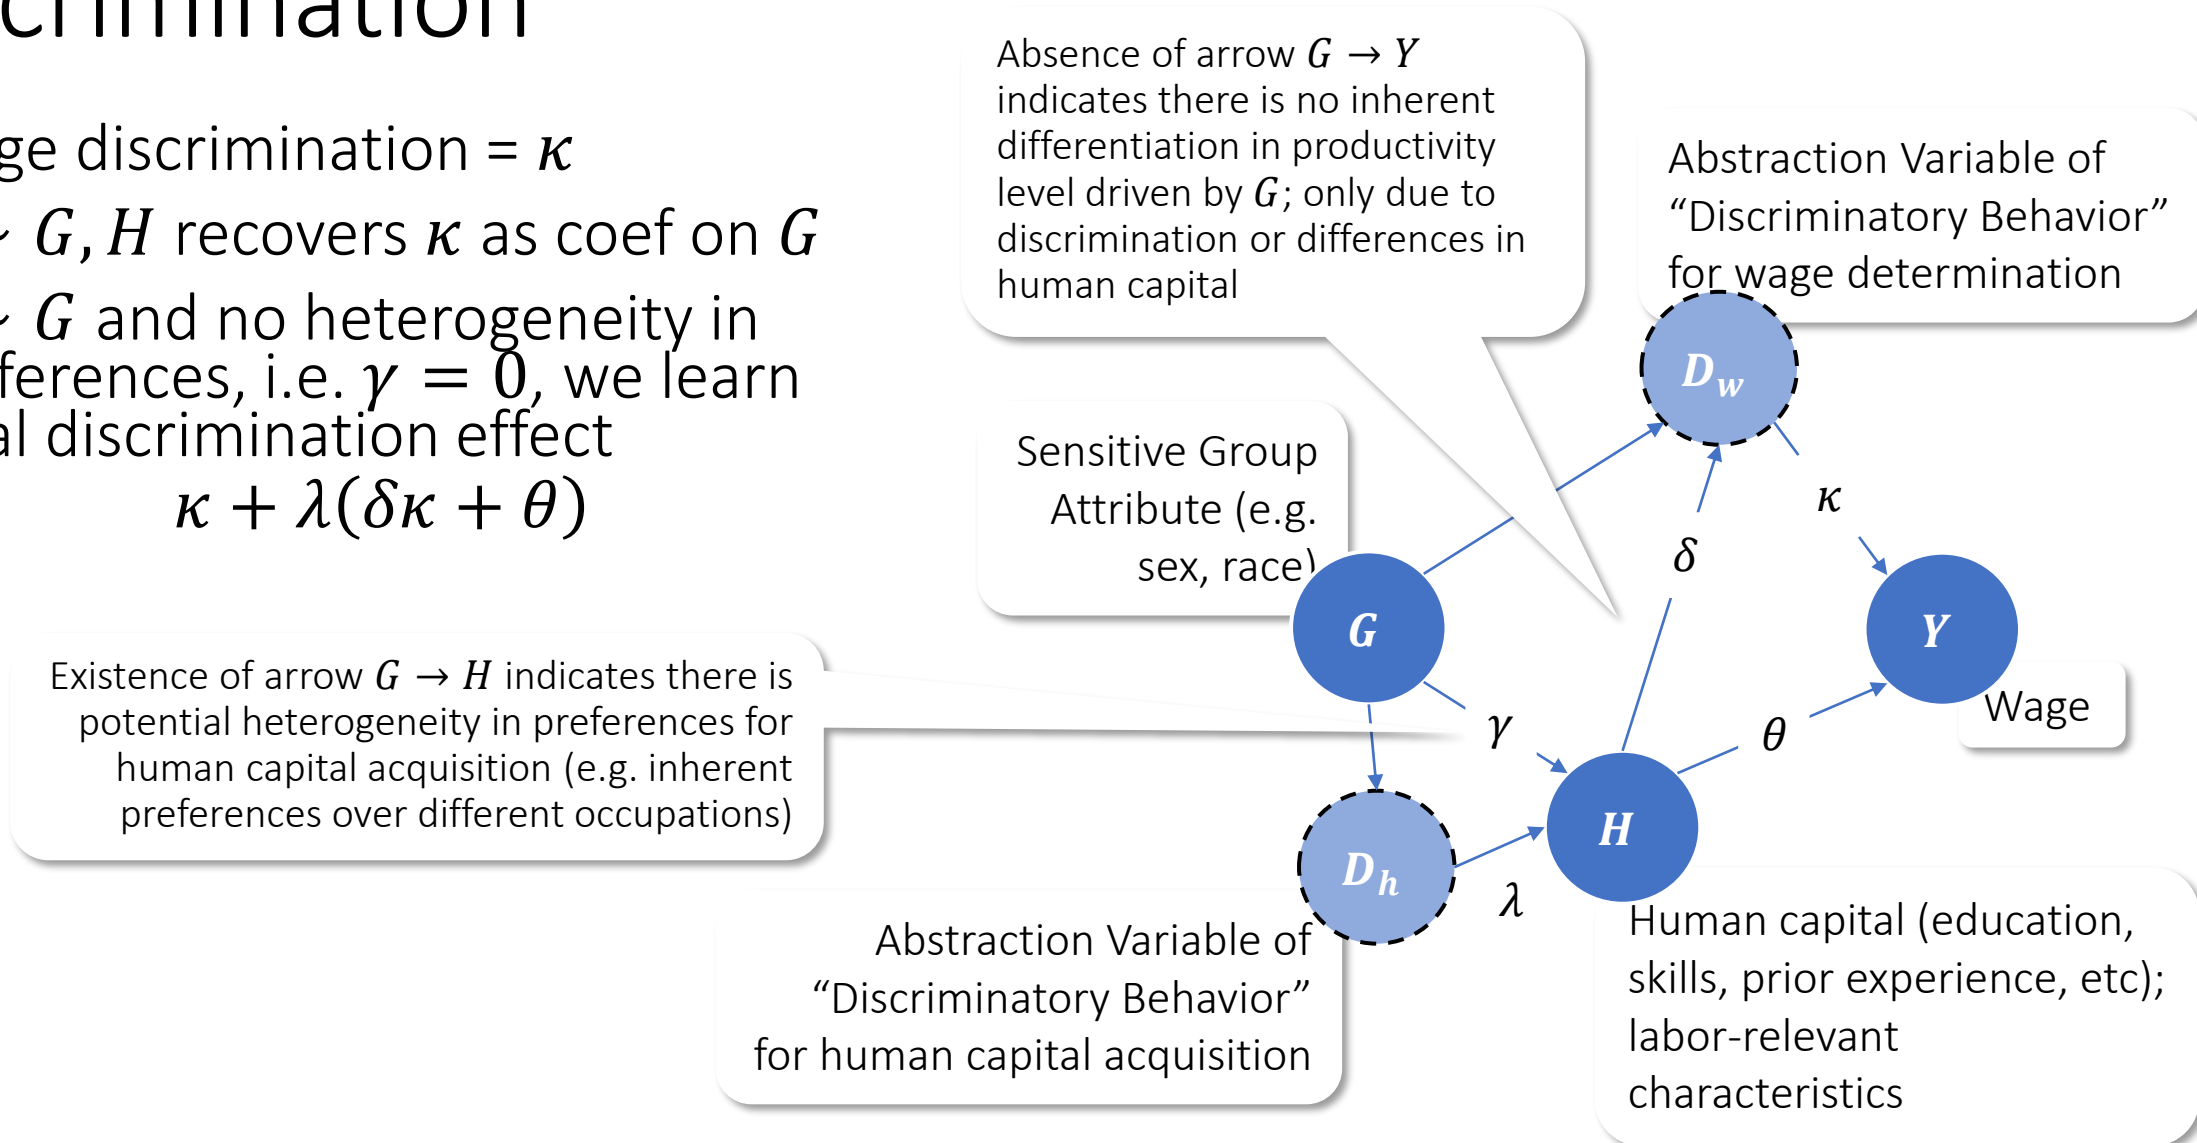 crimination
ge discrimination = κ
~ G, H recovers κ as coef on G
~ G and no heterogeneity in
ferences, i.e. γ = 0, we learn
al discrimination effect
κ + λ(δκ + θ)
Absence of arrow G → Y
indicates there is no inherent
differentiation in productivity
level driven by G; only due to
discrimination or differences in
human capital
Abstraction Variable of
“Discriminatory Behavior”
for wage determination
D_w
Sensitive Group
Attribute (e.g.
sex, race)
κ
δ
G
Y
Wage
Existence of arrow G → H indicates there is
potential heterogeneity in preferences for
human capital acquisition (e.g. inherent
preferences over different occupations)
γ
θ
H
D_h
λ
Abstraction Variable of
“Discriminatory Behavior”
for human capital acquisition
Human capital (education,
skills, prior experience, etc);
labor-relevant
characteristics